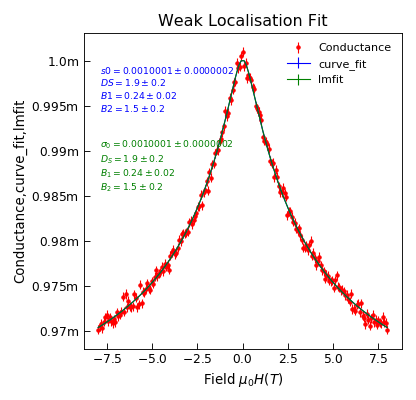 Weak Localisation Fit
Conductance
curve_fit
lmfit
s0 = 0.0010001 ± 0.0000002
DS = 1.9 ± 0.2
B1 = 0.24 ± 0.02
B2 = 1.5 ± 0.2
σ₀ = 0.0010001 ± 0.0000002
D_S = 1.9 ± 0.2
B₁ = 0.24 ± 0.02
B₂ = 1.5 ± 0.2
Conductance,curve_fit,lmfit
1.0m
0.995m
0.99m
0.985m
0.98m
0.975m
0.97m
−7.5 −5.0 −2.5 0.0 2.5 5.0 7.5
Field μ₀H(T)